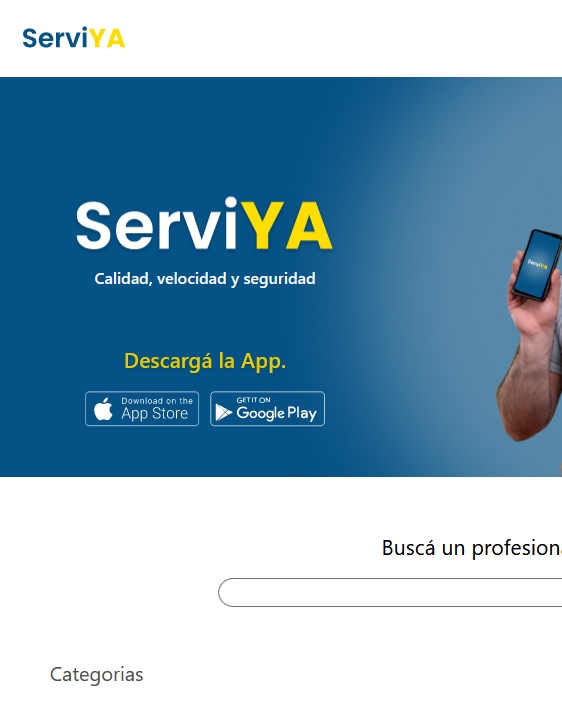 ServiYA
ServiYA
Calidad, velocidad y seguridad
ServiYA
Descargá la App.
Download on the
App Store
GET IT ON
Google Play
Buscá un profesiona
Categorias